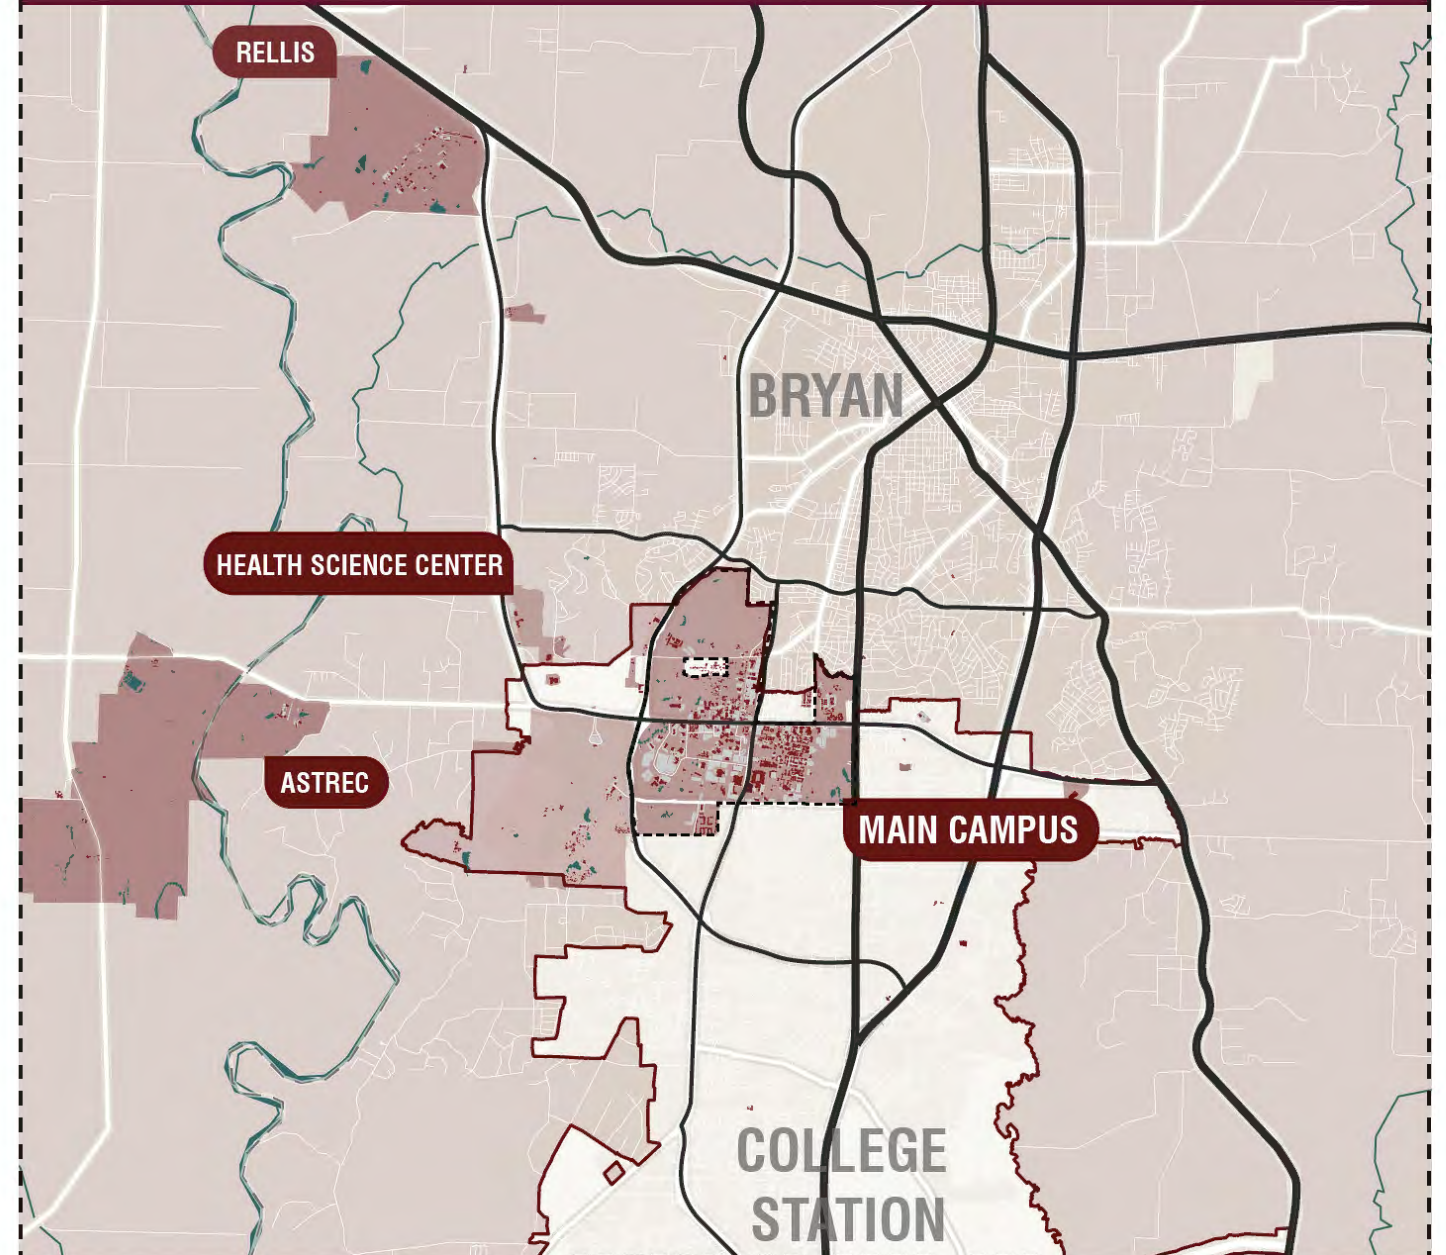 RELLIS
BRYAN
HEALTH SCIENCE CENTER
ASTREC
MAIN CAMPUS
COLLEGE
STATION